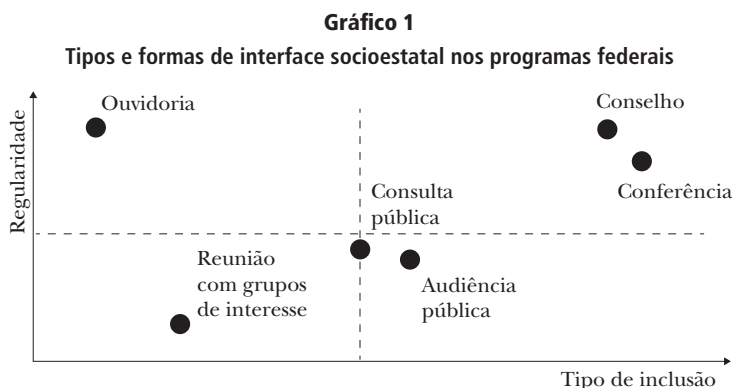 Gráfico 1
Tipos e formas de interface socioestatal nos programas federais
Ouvidoria
Conselho
Regularidade
Consulta
pública
Conferência
Reunião
com grupos
de interesse
Audiência
pública
Tipo de inclusão